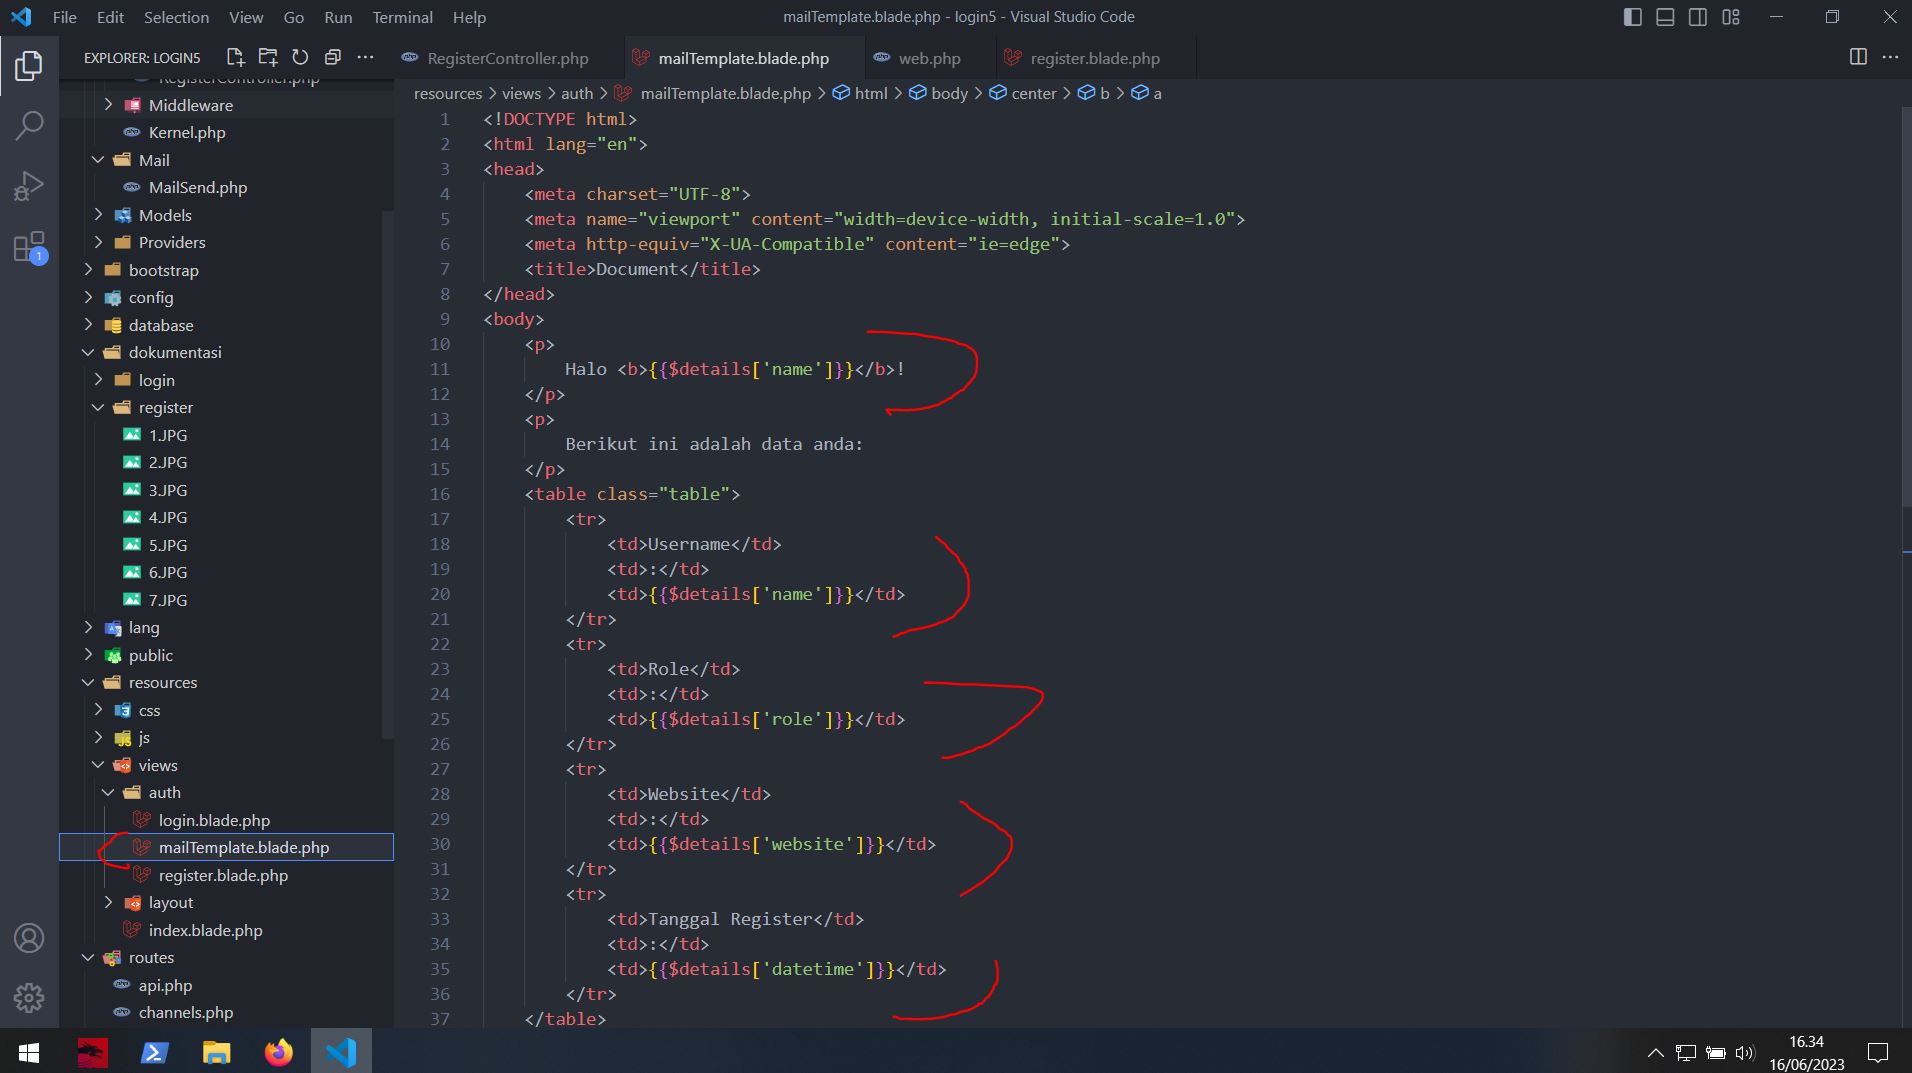 File Edit Selection View Go Run Terminal Help
mailTemplate.blade.php - login5 - Visual Studio Code
EXPLORER: LOGIN5
RegisterController.php
mailTemplate.blade.php
web.php
register.blade.php
resources > views > auth > mailTemplate.blade.php > html > body > center > b > a
RegisterController.php
Middleware
Kernel.php
Mail
MailSend.php
Models
Providers
bootstrap
config
database
dokumentasi
login
register
1.JPG
2.JPG
3.JPG
4.JPG
5.JPG
6.JPG
7.JPG
lang
public
resources
css
js
views
auth
login.blade.php
mailTemplate.blade.php
register.blade.php
layout
index.blade.php
routes
api.php
channels.php
1
1 <!DOCTYPE html>
2 <html lang="en">
3 <head>
4 <meta charset="UTF-8">
5 <meta name="viewport" content="width=device-width, initial-scale=1.0">
6 <meta http-equiv="X-UA-Compatible" content="ie=edge">
7 <title>Document</title>
8 </head>
9 <body>
10 <p>
11 Halo <b>{{$details['name']}}</b>!
12 </p>
13 <p>
14 Berikut ini adalah data anda:
15 </p>
16 <table class="table">
17 <tr>
18 <td>Username</td>
19 <td>:</td>
20 <td>{{$details['name']}}</td>
21 </tr>
22 <tr>
23 <td>Role</td>
24 <td>:</td>
25 <td>{{$details['role']}}</td>
26 </tr>
27 <tr>
28 <td>Website</td>
29 <td>:</td>
30 <td>{{$details['website']}}</td>
31 </tr>
32 <tr>
33 <td>Tanggal Register</td>
34 <td>:</td>
35 <td>{{$details['datetime']}}</td>
36 </tr>
37 </table>
16.34
16/06/2023